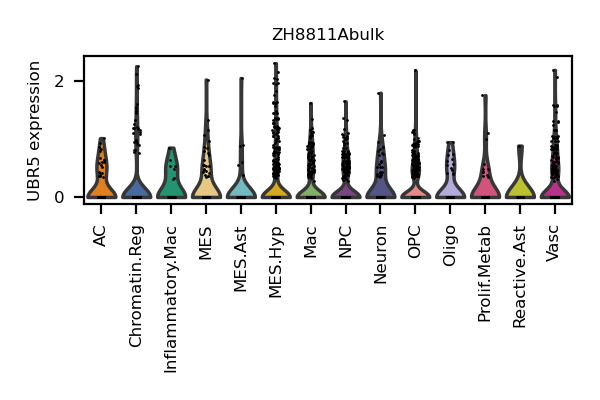 ZH8811Abulk
UBR5 expression
2
0
AC
Chromatin.Reg
Inflammatory.Mac
MES
MES.Ast
MES.Hyp
Mac
NPC
Neuron
OPC
Oligo
Prolif.Metab
Reactive.Ast
Vasc